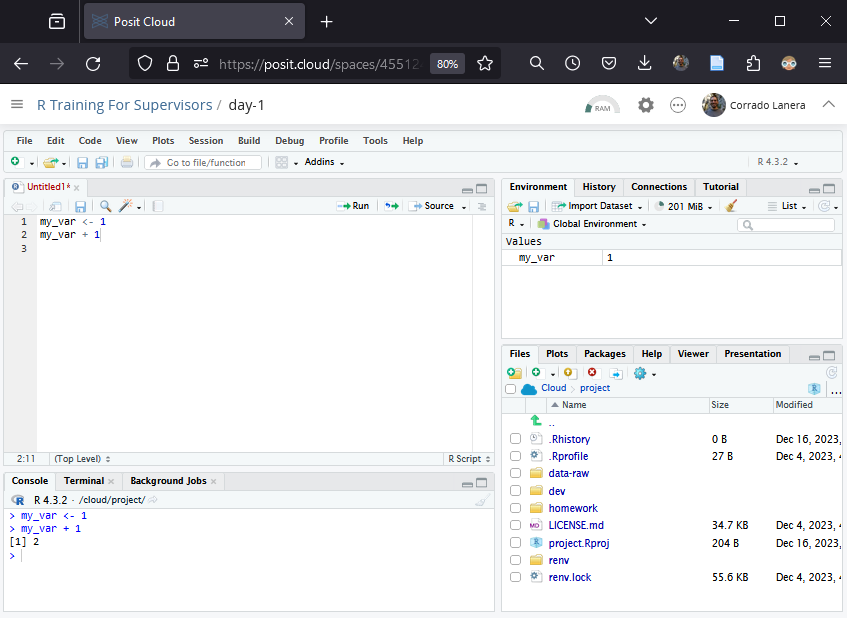 Posit Cloud
https://posit.cloud/spaces/45512
80%
R Training For Supervisors / day-1
RAM
Corrado Lanera
File Edit Code View Plots Session Build Debug Profile Tools Help
Go to file/function
Addins
R 4.3.2
Untitled1*
Run
Source
1 my_var <- 1
2 my_var + 1
3
2:11
(Top Level)
R Script
Console
Terminal
Background Jobs
R 4.3.2 · /cloud/project/
> my_var <- 1
> my_var + 1
[1] 2
>
Environment
History
Connections
Tutorial
Import Dataset
201 MiB
List
R
Global Environment
Values
my_var 1
Files
Plots
Packages
Help
Viewer
Presentation
Cloud
project
...
Name Size Modified
..
.Rhistory 0 B Dec 16, 2023,
.Rprofile 27 B Dec 4, 2023,
data-raw
dev
homework
LICENSE.md 34.7 KB Dec 4, 2023,
project.Rproj 204 B Dec 16, 2023,
renv
renv.lock 55.6 KB Dec 4, 2023,